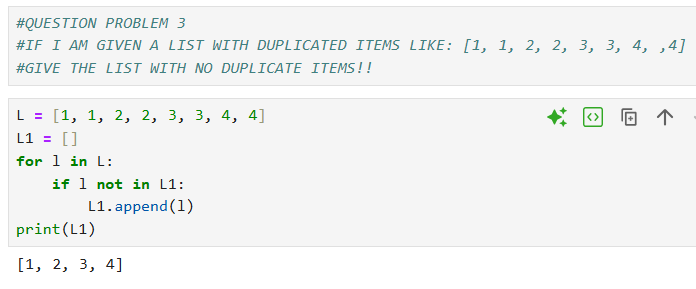 #QUESTION PROBLEM 3
#IF I AM GIVEN A LIST WITH DUPLICATED ITEMS LIKE: [1, 1, 2, 2, 3, 3, 4, ,4]
#GIVE THE LIST WITH NO DUPLICATE ITEMS!!
L = [1, 1, 2, 2, 3, 3, 4, 4]
L1 = []
for l in L:
    if l not in L1:
        L1.append(l)
print(L1)
[1, 2, 3, 4]